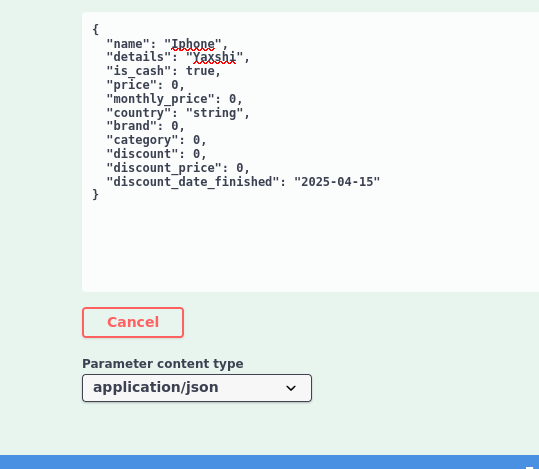 {
  "name": "Iphone",
  "details": "Yaxshi",
  "is_cash": true,
  "price": 0,
  "monthly_price": 0,
  "country": "string",
  "brand": 0,
  "category": 0,
  "discount": 0,
  "discount_price": 0,
  "discount_date_finished": "2025-04-15"
}
Cancel
Parameter content type
application/json